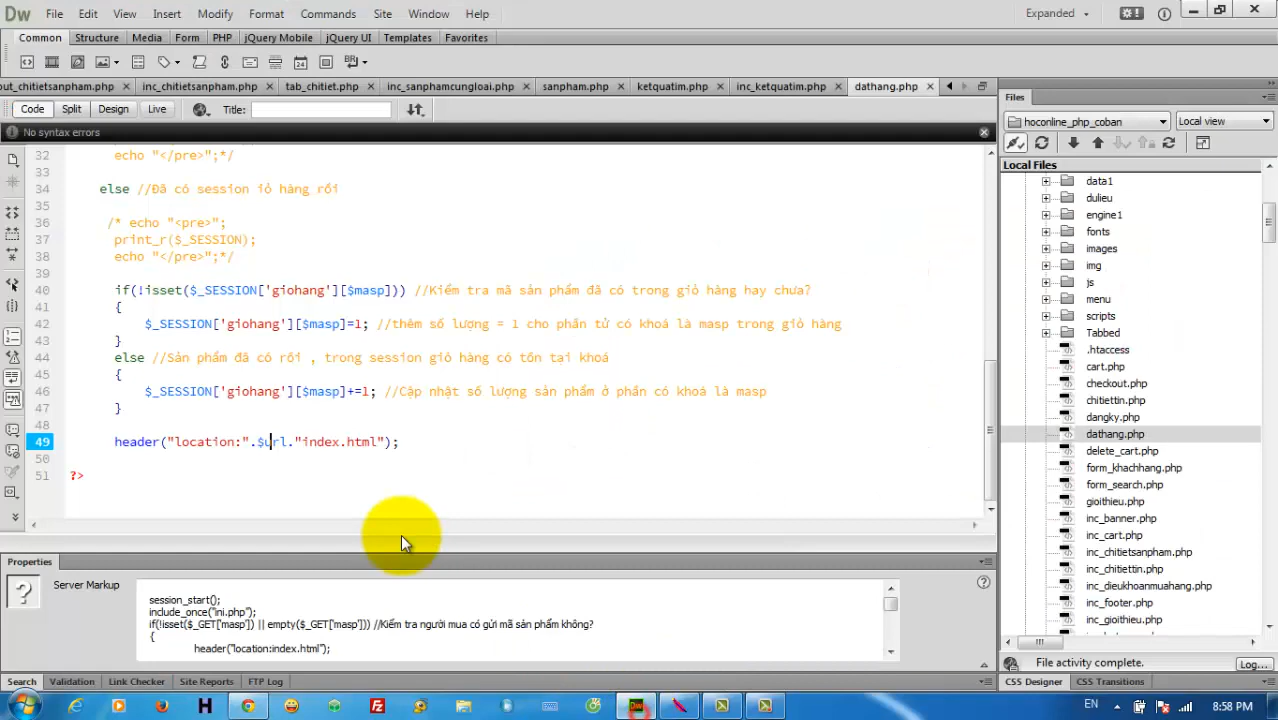 Dw File Edit View Insert Modify Format Commands Site Window Help Expanded
Common Structure Media Form PHP jQuery Mobile jQuery UI Templates Favorites
out_chitietsanpham.php inc_chitietsanpham.php tab_chitiet.php inc_sanphamcungloai.php sanpham.php ketquatim.php inc_ketquatim.php dathang.php
Code Split Design Live Title:
No syntax errors
32 echo "</pre>";*/
33
34 else //Đã có session iỏ hàng rồi
36 /* echo "<pre>";
37 print_r($_SESSION);
38 echo "</pre>";*/
39
40 if(!isset($_SESSION['giohang'][$masp])) //Kiểm tra mã sản phẩm đã có trong giỏ hàng hay chưa?
41 {
42 $_SESSION['giohang'][$masp]=1; //thêm số lượng = 1 cho phần tử có khoá là masp trong giỏ hàng
43 }
44 else //Sản phẩm đã có rồi , trong session giỏ hàng có tồn tại khoá
45 {
46 $_SESSION['giohang'][$masp]+=1; //Cập nhật số lượng sản phẩm ở phần có khoá là masp
47 }
48
49 header("location:".$url."index.html");
50
51 ?>
Properties
Server Markup
session_start();
include_once("ini.php");
if(!isset($_GET['masp']) || empty($_GET['masp'])) //Kiểm tra người mua có gửi mã sản phẩm không?
{
header("location:index.html");
Search Validation Link Checker Site Reports FTP Log
Files
hoconline_php_coban Local view
Local Files
data1
dulieu
engine1
fonts
images
img
js
menu
scripts
Tabbed
.htaccess
cart.php
checkout.php
chitiettin.php
dangky.php
dathang.php
delete_cart.php
form_khachhang.php
form_search.php
gioithieu.php
inc_banner.php
inc_cart.php
inc_chitietsanpham.php
inc_chitiettin.php
inc_dieukhoanmuahang.php
inc_footer.php
inc_gioithieu.php
File activity complete. Log...
CSS Designer CSS Transitions
EN 8:58 PM